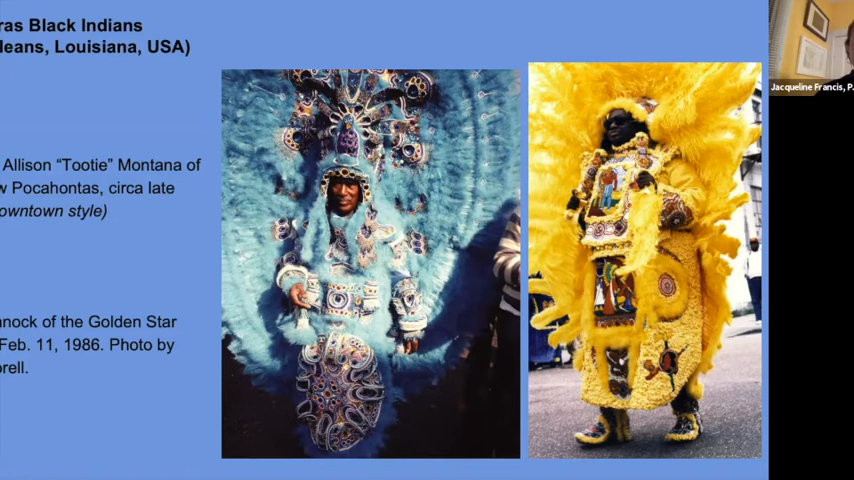 ras Black Indians
leans, Louisiana, USA)
Allison “Tootie” Montana of
w Pocahontas, circa late
owntown style)
nock of the Golden Star
Feb. 11, 1986. Photo by
rell.
Jacqueline Francis, P.